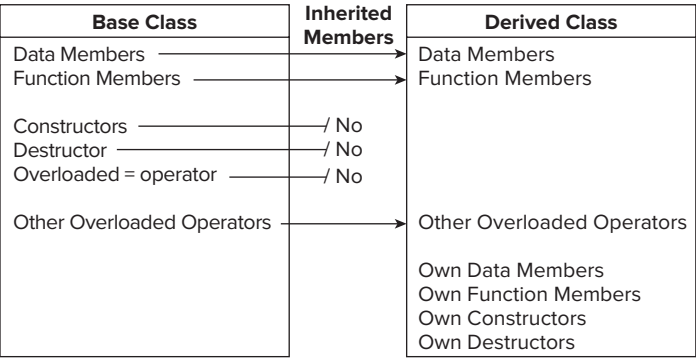 Base Class
Inherited
Members
Derived Class
Data Members
Data Members
Function Members
Function Members
Constructors
No
Destructor
No
Overloaded = operator
No
Other Overloaded Operators
Other Overloaded Operators
Own Data Members
Own Function Members
Own Constructors
Own Destructors